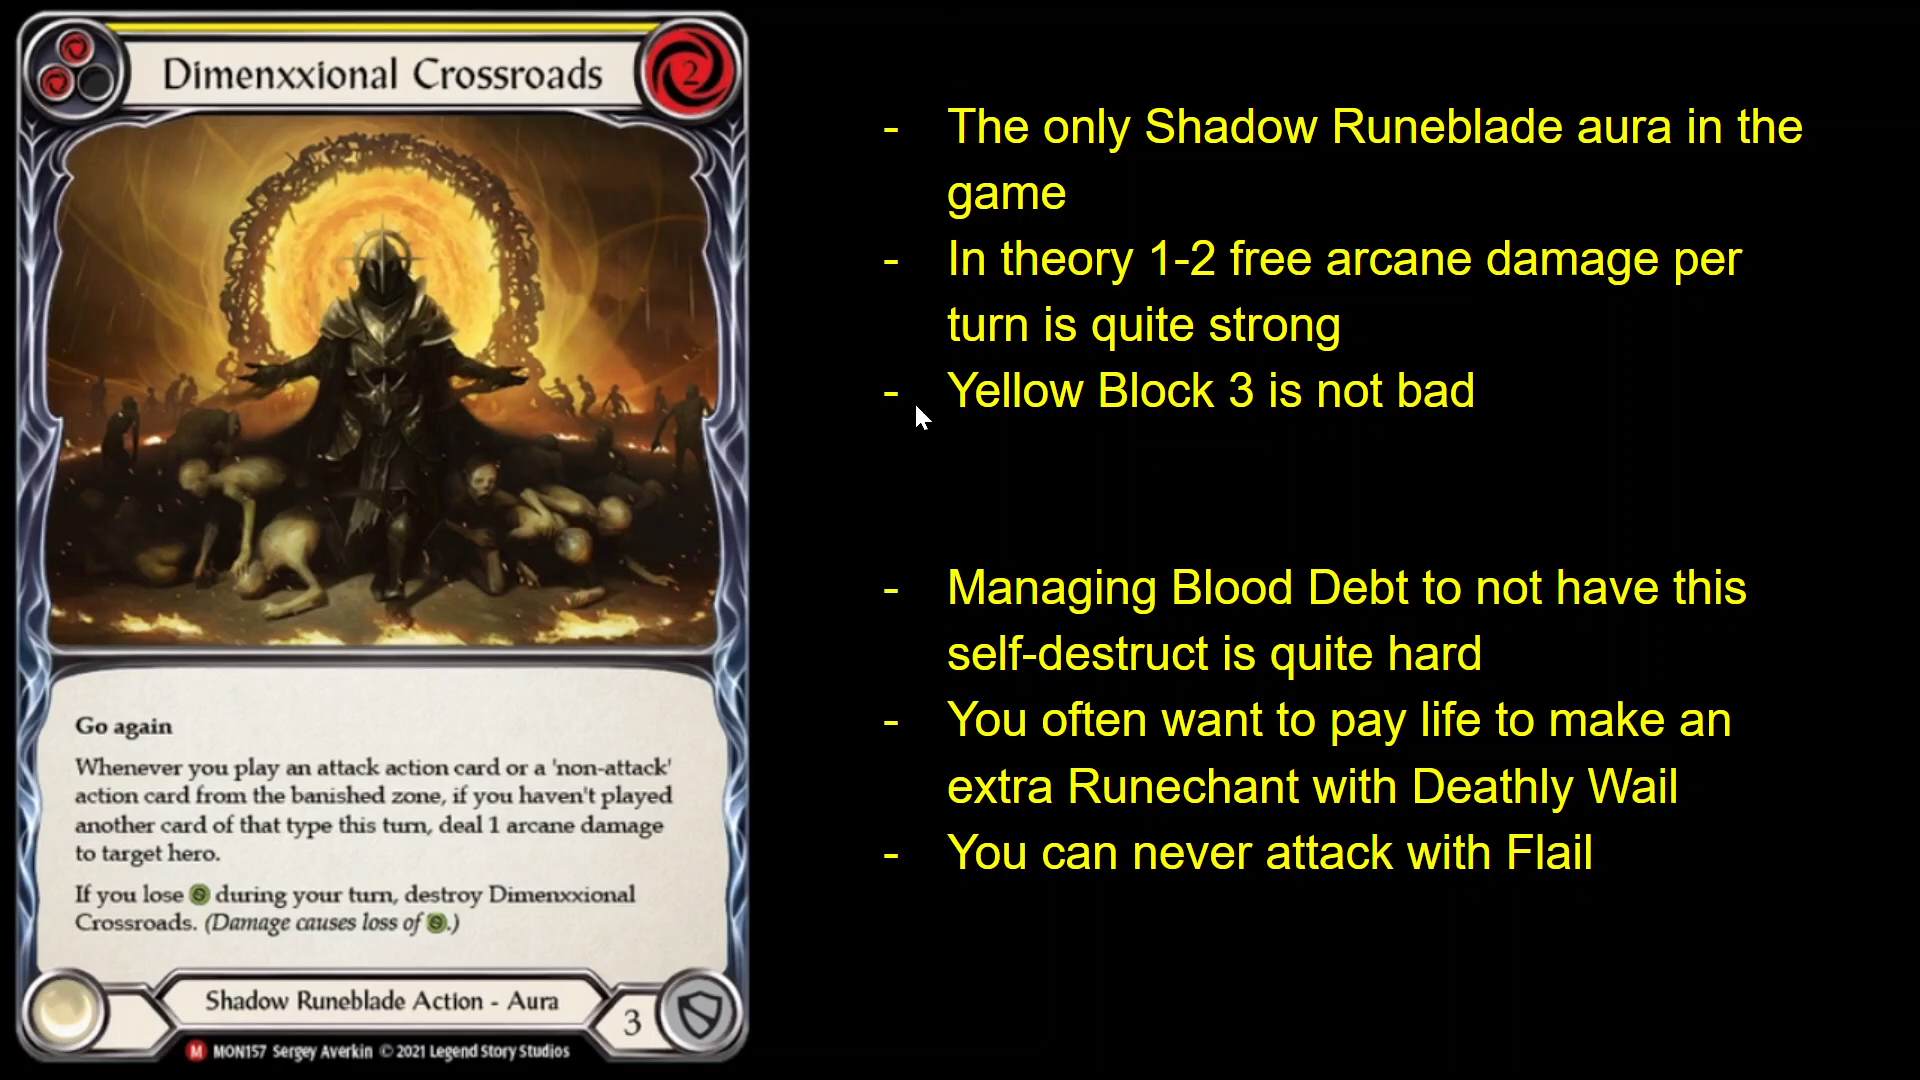 Dimenxxional Crossroads
2
Go again
Whenever you play an attack action card or a 'non-attack'
action card from the banished zone, if you haven't played
another card of that type this turn, deal 1 arcane damage
to target hero.
If you lose during your turn, destroy Dimenxxional
Crossroads. (Damage causes loss of .)
Shadow Runeblade Action - Aura
3
M MON157 Sergey Averkin © 2021 Legend Story Studios
- The only Shadow Runeblade aura in the
game
- In theory 1-2 free arcane damage per
turn is quite strong
- Yellow Block 3 is not bad
- Managing Blood Debt to not have this
self-destruct is quite hard
- You often want to pay life to make an
extra Runechant with Deathly Wail
- You can never attack with Flail